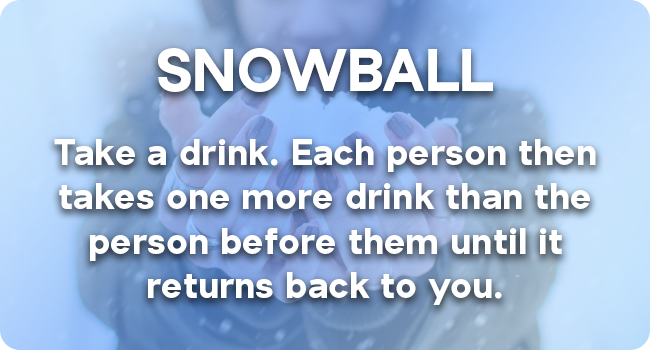 SNOWBALL
Take a drink. Each person then
takes one more drink than the
person before them until it
returns back to you.